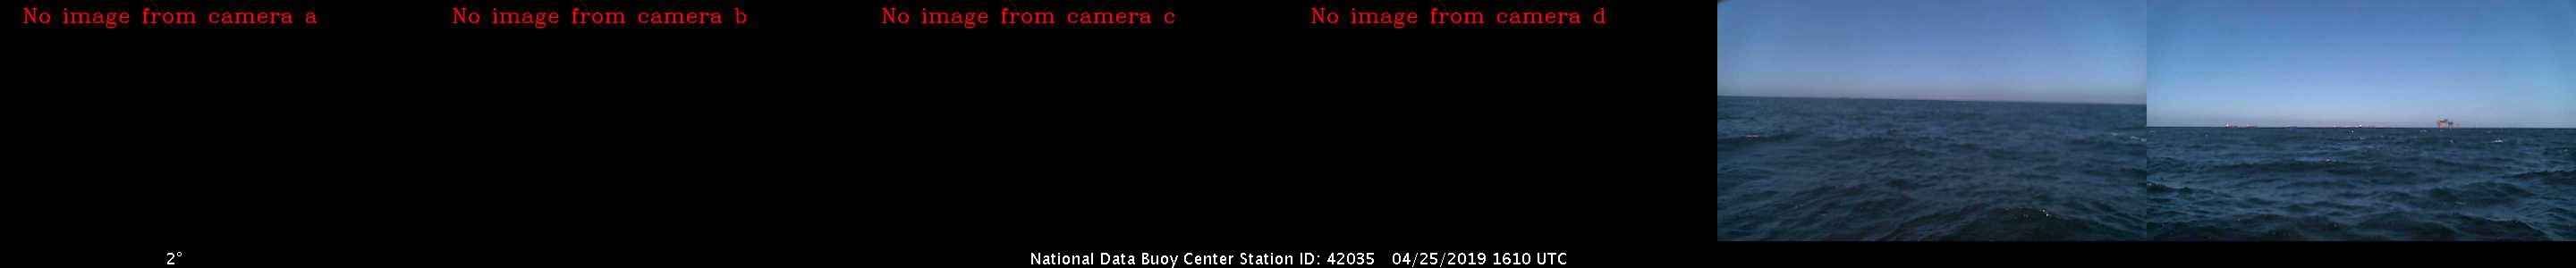 No image from camera a
No image from camera b
No image from camera c
No image from camera d
2°
National Data Buoy Center Station ID: 42035 04/25/2019 1610 UTC